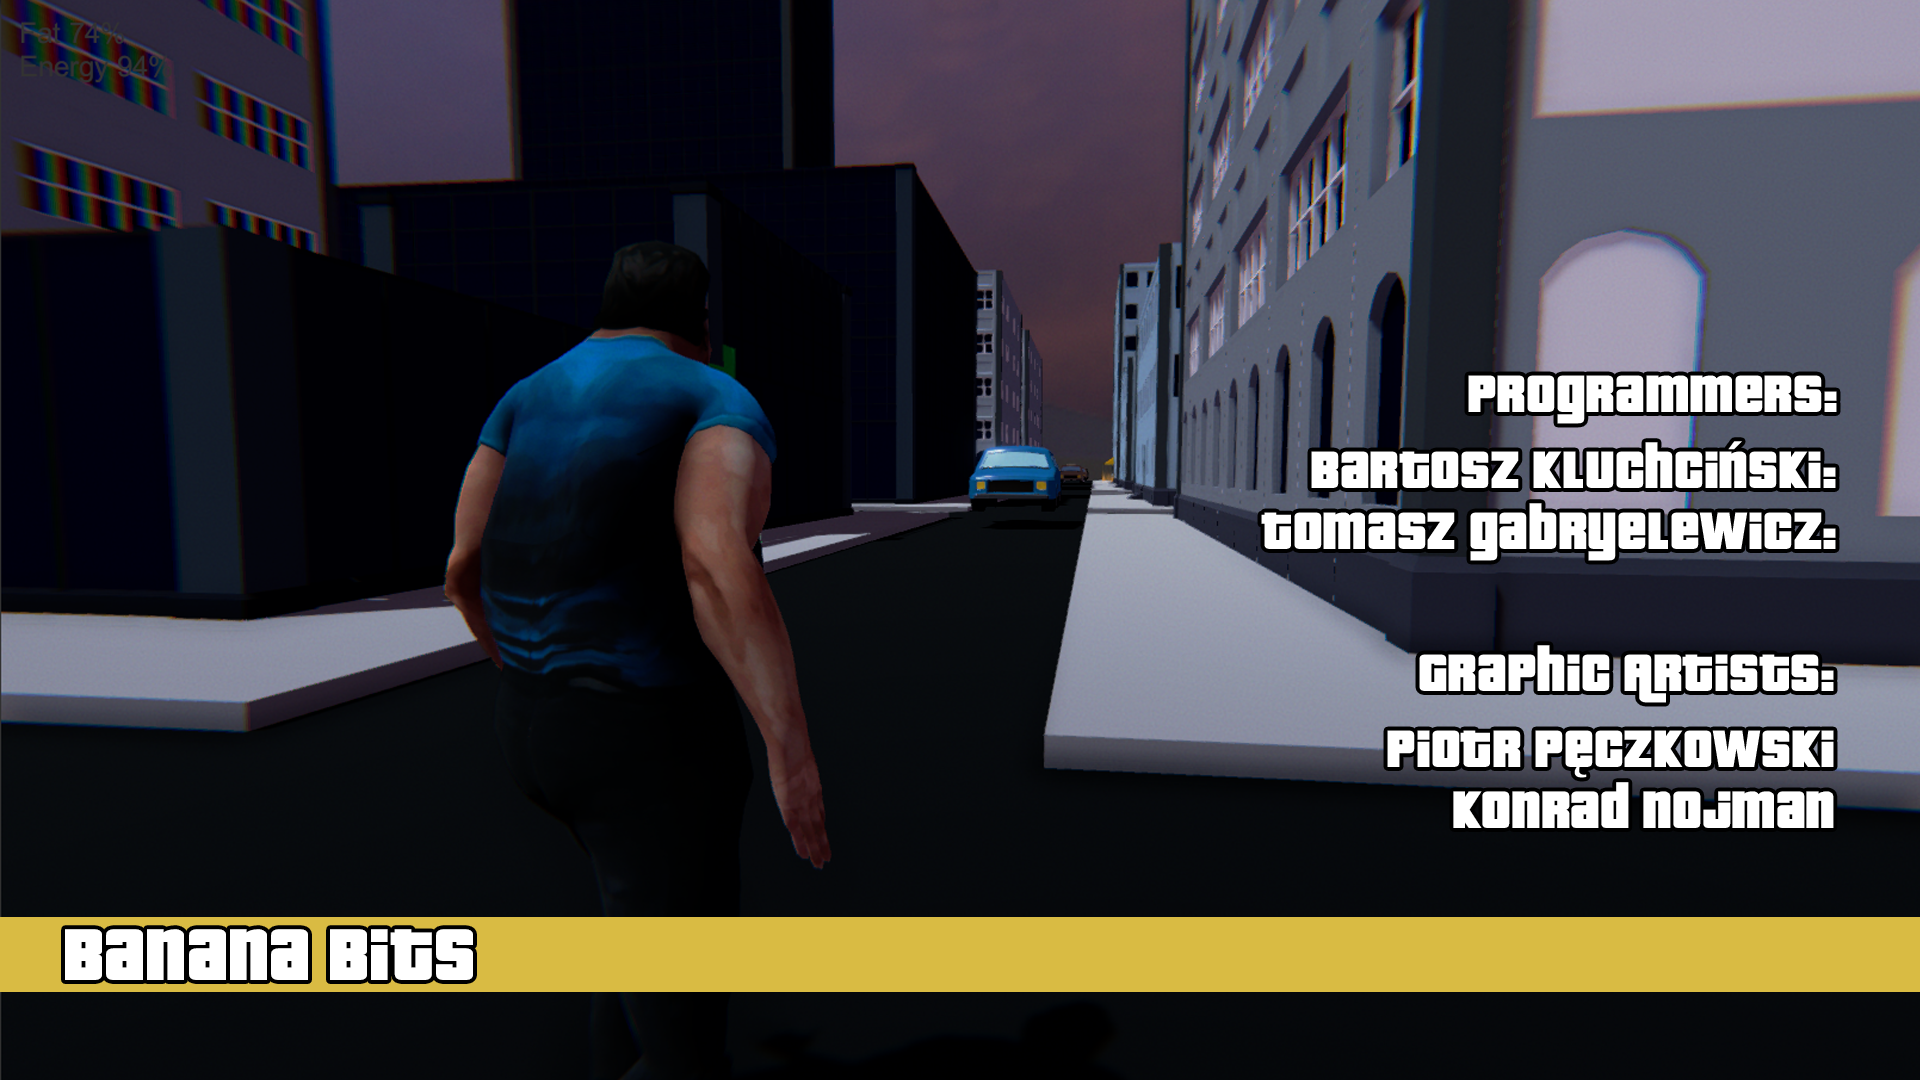 Fat 74%
Energy 94%
Programmers:
Bartosz Kluchciński:
Tomasz Gabryelewicz:
Graphic Artists:
Piotr Pęczkowski
Konrad Nojman
Banana Bits